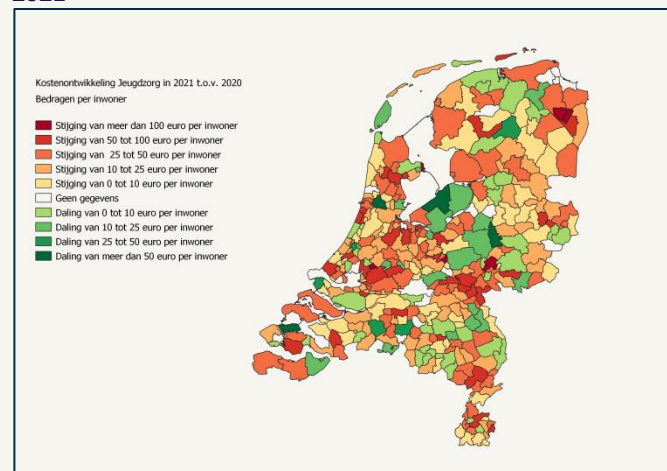 2021
Kostenontwikkeling Jeugdzorg in 2021 t.o.v. 2020
Bedragen per inwoner
Stijging van meer dan 100 euro per inwoner
Stijging van 50 tot 100 euro per inwoner
Stijging van 25 tot 50 euro per inwoner
Stijging van 10 tot 25 euro per inwoner
Stijging van 0 tot 10 euro per inwoner
Geen gegevens
Daling van 0 tot 10 euro per inwoner
Daling van 10 tot 25 euro per inwoner
Daling van 25 tot 50 euro per inwoner
Daling van meer dan 50 euro per inwoner